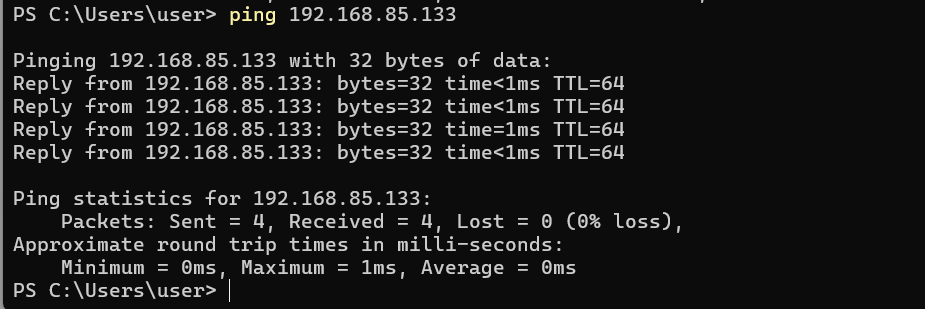 PS C:\Users\user> ping 192.168.85.133
Pinging 192.168.85.133 with 32 bytes of data:
Reply from 192.168.85.133: bytes=32 time<1ms TTL=64
Reply from 192.168.85.133: bytes=32 time<1ms TTL=64
Reply from 192.168.85.133: bytes=32 time=1ms TTL=64
Reply from 192.168.85.133: bytes=32 time<1ms TTL=64
Ping statistics for 192.168.85.133:
    Packets: Sent = 4, Received = 4, Lost = 0 (0% loss),
Approximate round trip times in milli-seconds:
    Minimum = 0ms, Maximum = 1ms, Average = 0ms
PS C:\Users\user>